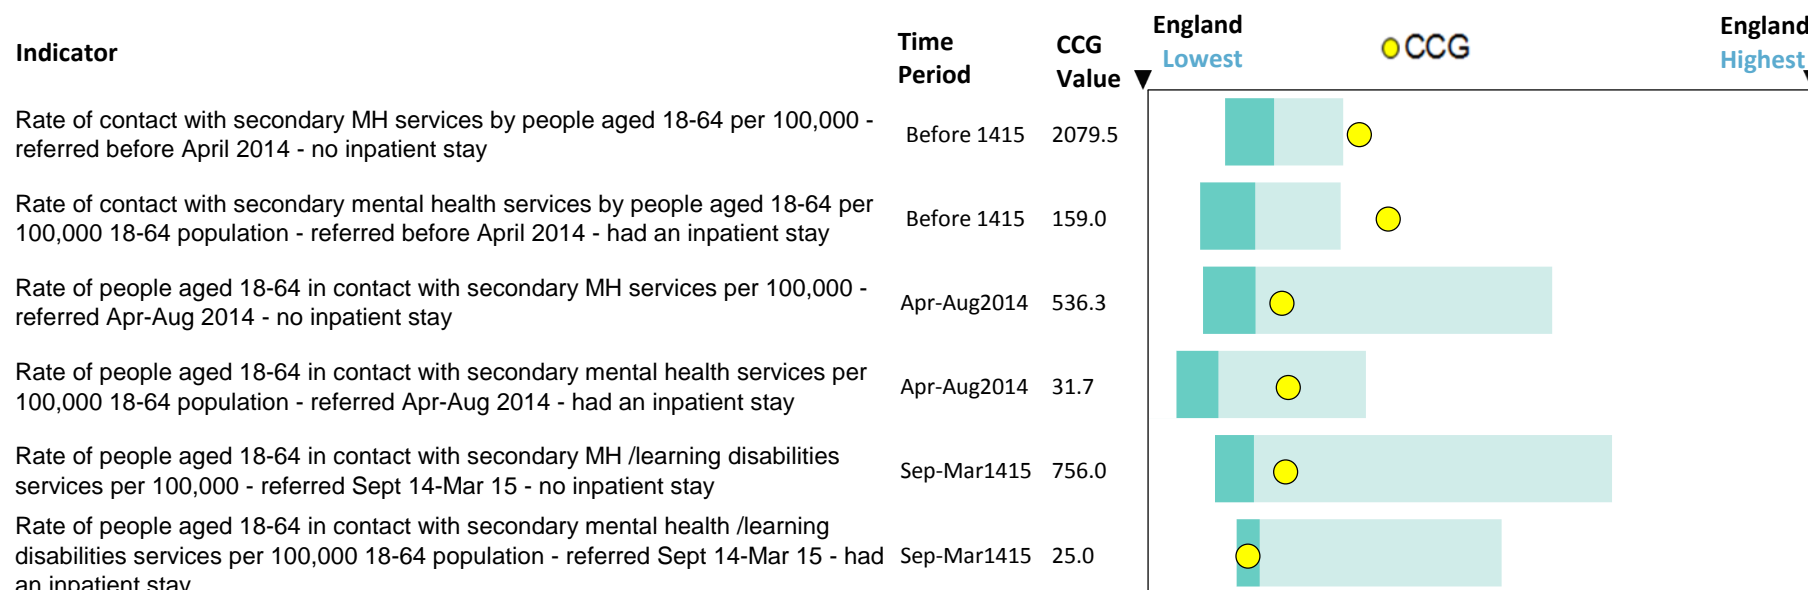 Indicator
Time
Period
CCG
Value
England
Lowest
CCG
England
Highest
Rate of contact with secondary MH services by people aged 18-64 per 100,000 -
referred before April 2014 - no inpatient stay
Before 1415
2079.5
Rate of contact with secondary mental health services by people aged 18-64 per
100,000 18-64 population - referred before April 2014 - had an inpatient stay
Before 1415
159.0
Rate of people aged 18-64 in contact with secondary MH services per 100,000 -
referred Apr-Aug 2014 - no inpatient stay
Apr-Aug2014
536.3
Rate of people aged 18-64 in contact with secondary mental health services per
100,000 18-64 population - referred Apr-Aug 2014 - had an inpatient stay
Apr-Aug2014
31.7
Rate of people aged 18-64 in contact with secondary MH /learning disabilities
services per 100,000 - referred Sept 14-Mar 15 - no inpatient stay
Sep-Mar1415
756.0
Rate of people aged 18-64 in contact with secondary mental health /learning
disabilities services per 100,000 18-64 population - referred Sept 14-Mar 15 - had
an inpatient stay
Sep-Mar1415
25.0